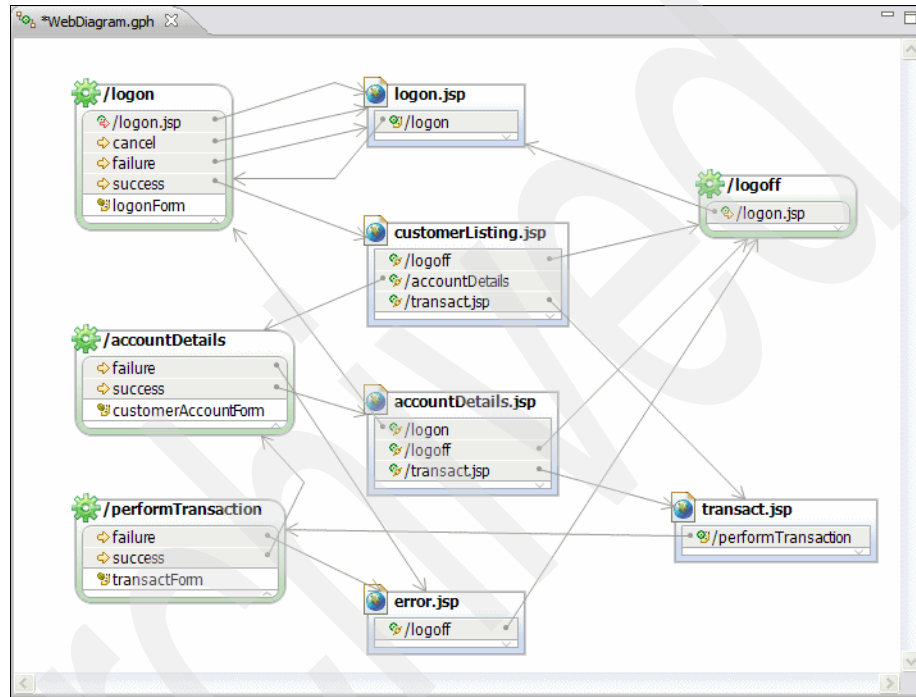 *WebDiagram.gph
/logon
/logon.jsp
cancel
failure
success
logonForm
logon.jsp
/logon
/logoff
/logon.jsp
customerListing.jsp
/logoff
/accountDetails
/transact.jsp
/accountDetails
failure
success
customerAccountForm
accountDetails.jsp
/logon
/logoff
/transact.jsp
/performTransaction
failure
success
transactForm
transact.jsp
/performTransaction
error.jsp
/logoff
Archived